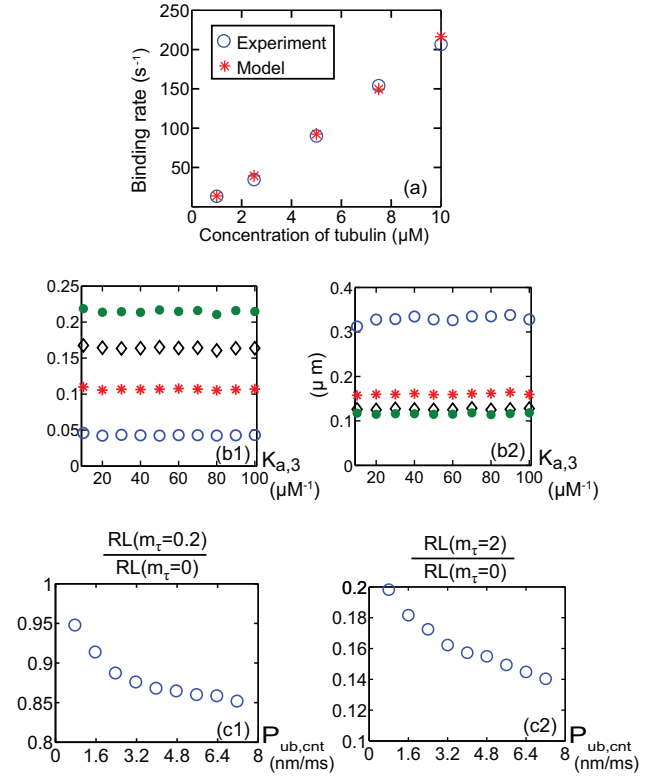 250
200
150
100
50
Binding rate (s⁻¹)
Experiment
Model
(a)
0 2 4 6 8 10
Concentration of tubulin (µM)
0.25
0.2
0.15
0.1
0.05
0
(b1)
20 40 60 80 100
K a,3
(µM⁻¹)
0.4
0.3
0.2
0.1
0
(µ m)
(b2)
20 40 60 80 100
K a,3
(µM⁻¹)
RL(mτ=0.2)
RL(mτ=0)
1
0.95
0.9
0.85
0.8
(c1)
0 1.6 3.2 4.8 6.4 8
P ub,cnt
(nm/ms)
RL(mτ=2)
RL(mτ=0)
0.2
0.18
0.16
0.14
0.12
0.1
(c2)
0 1.6 3.2 4.8 6.4 8
P ub,cnt
(nm/ms)